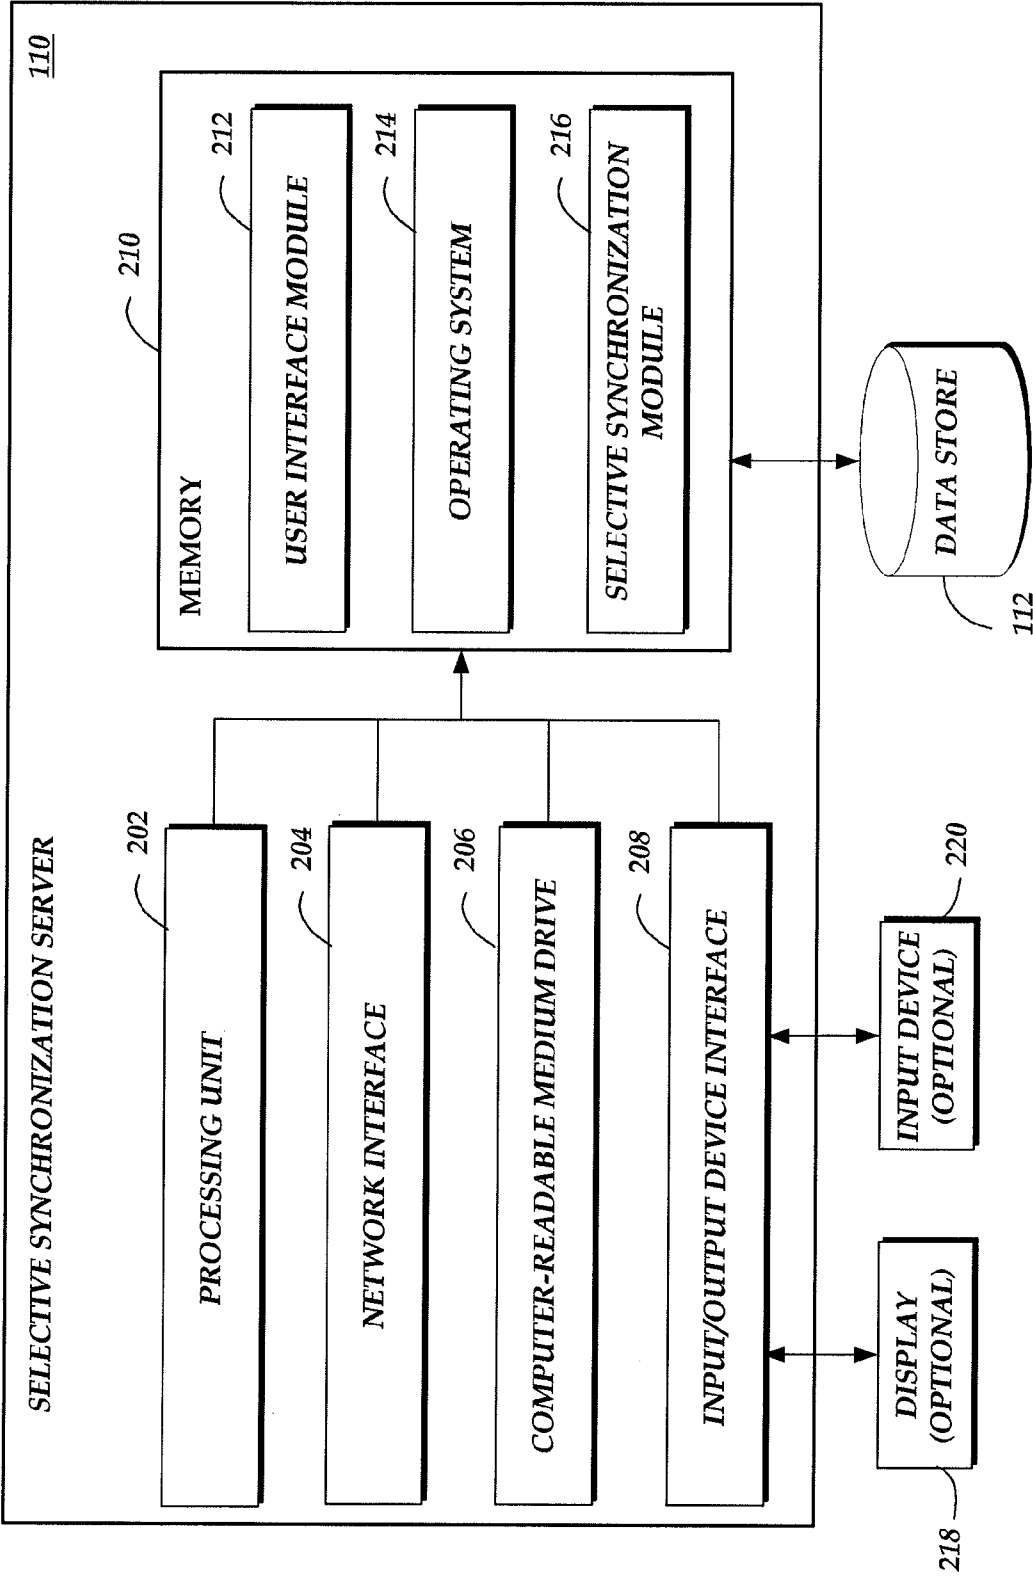 SELECTIVE SYNCHRONIZATION SERVER
110
202
PROCESSING UNIT
204
NETWORK INTERFACE
206
COMPUTER-READABLE MEDIUM DRIVE
208
INPUT/OUTPUT DEVICE INTERFACE
210
MEMORY
212
USER INTERFACE MODULE
214
OPERATING SYSTEM
216
SELECTIVE SYNCHRONIZATION
MODULE
218
DISPLAY
(OPTIONAL)
220
INPUT DEVICE
(OPTIONAL)
112
DATA STORE